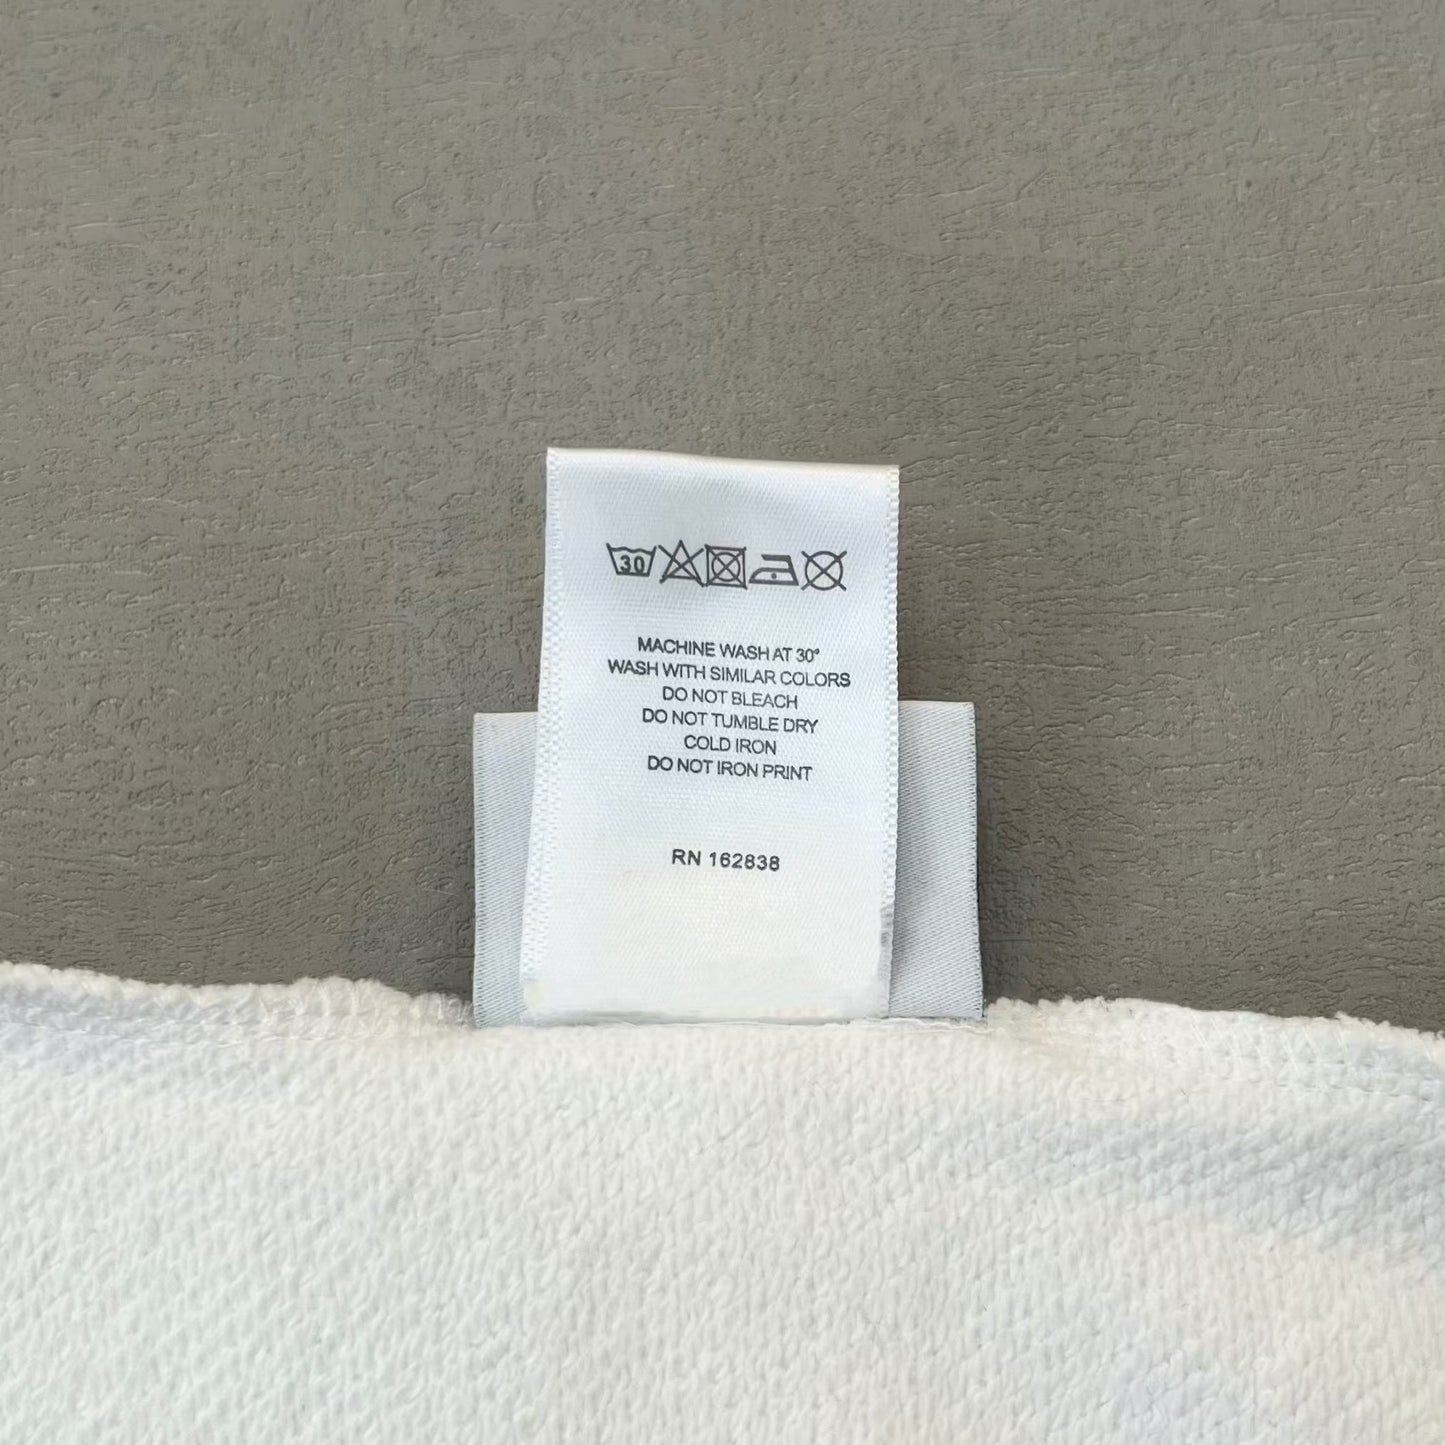 30
MACHINE WASH AT 30°
WASH WITH SIMILAR COLORS
DO NOT BLEACH
DO NOT TUMBLE DRY
COLD IRON
DO NOT IRON PRINT
RN 162838